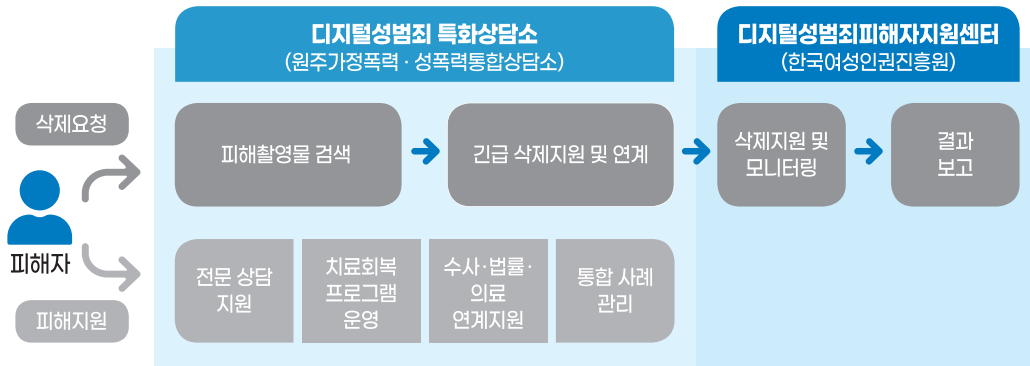 디지털성범죄 특화상담소
(원주가정폭력 · 성폭력통합상담소)
디지털성범죄피해자지원센터
(한국여성인권진흥원)
삭제요청
피해자
피해지원
피해촬영물 검색
긴급 삭제지원 및 연계
삭제지원 및
모니터링
결과
보고
전문 상담
지원
치료회복
프로그램
운영
수사·법률·
의료
연계지원
통합 사례
관리